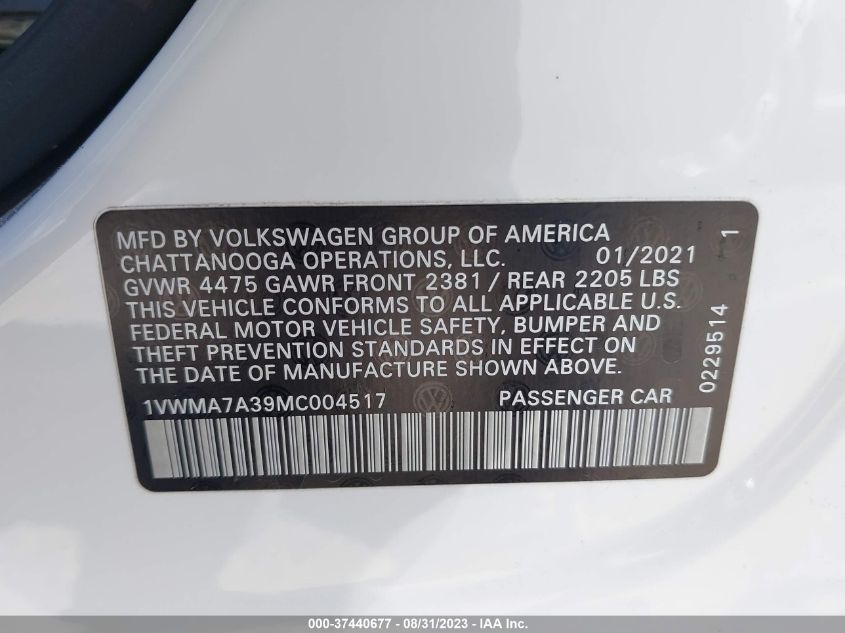 MFD BY VOLKSWAGEN GROUP OF AMERICA
CHATTANOOGA OPERATIONS, LLC. 01/2021
GVWR 4475 GAWR FRONT 2381 / REAR 2205 LBS
THIS VEHICLE CONFORMS TO ALL APPLICABLE U.S.
FEDERAL MOTOR VEHICLE SAFETY, BUMPER AND
THEFT PREVENTION STANDARDS IN EFFECT ON
THE DATE OF MANUFACTURE SHOWN ABOVE.
1VWMA7A39MC004517 PASSENGER CAR
0229514 1
000-37440677 - 08/31/2023 - IAA Inc.